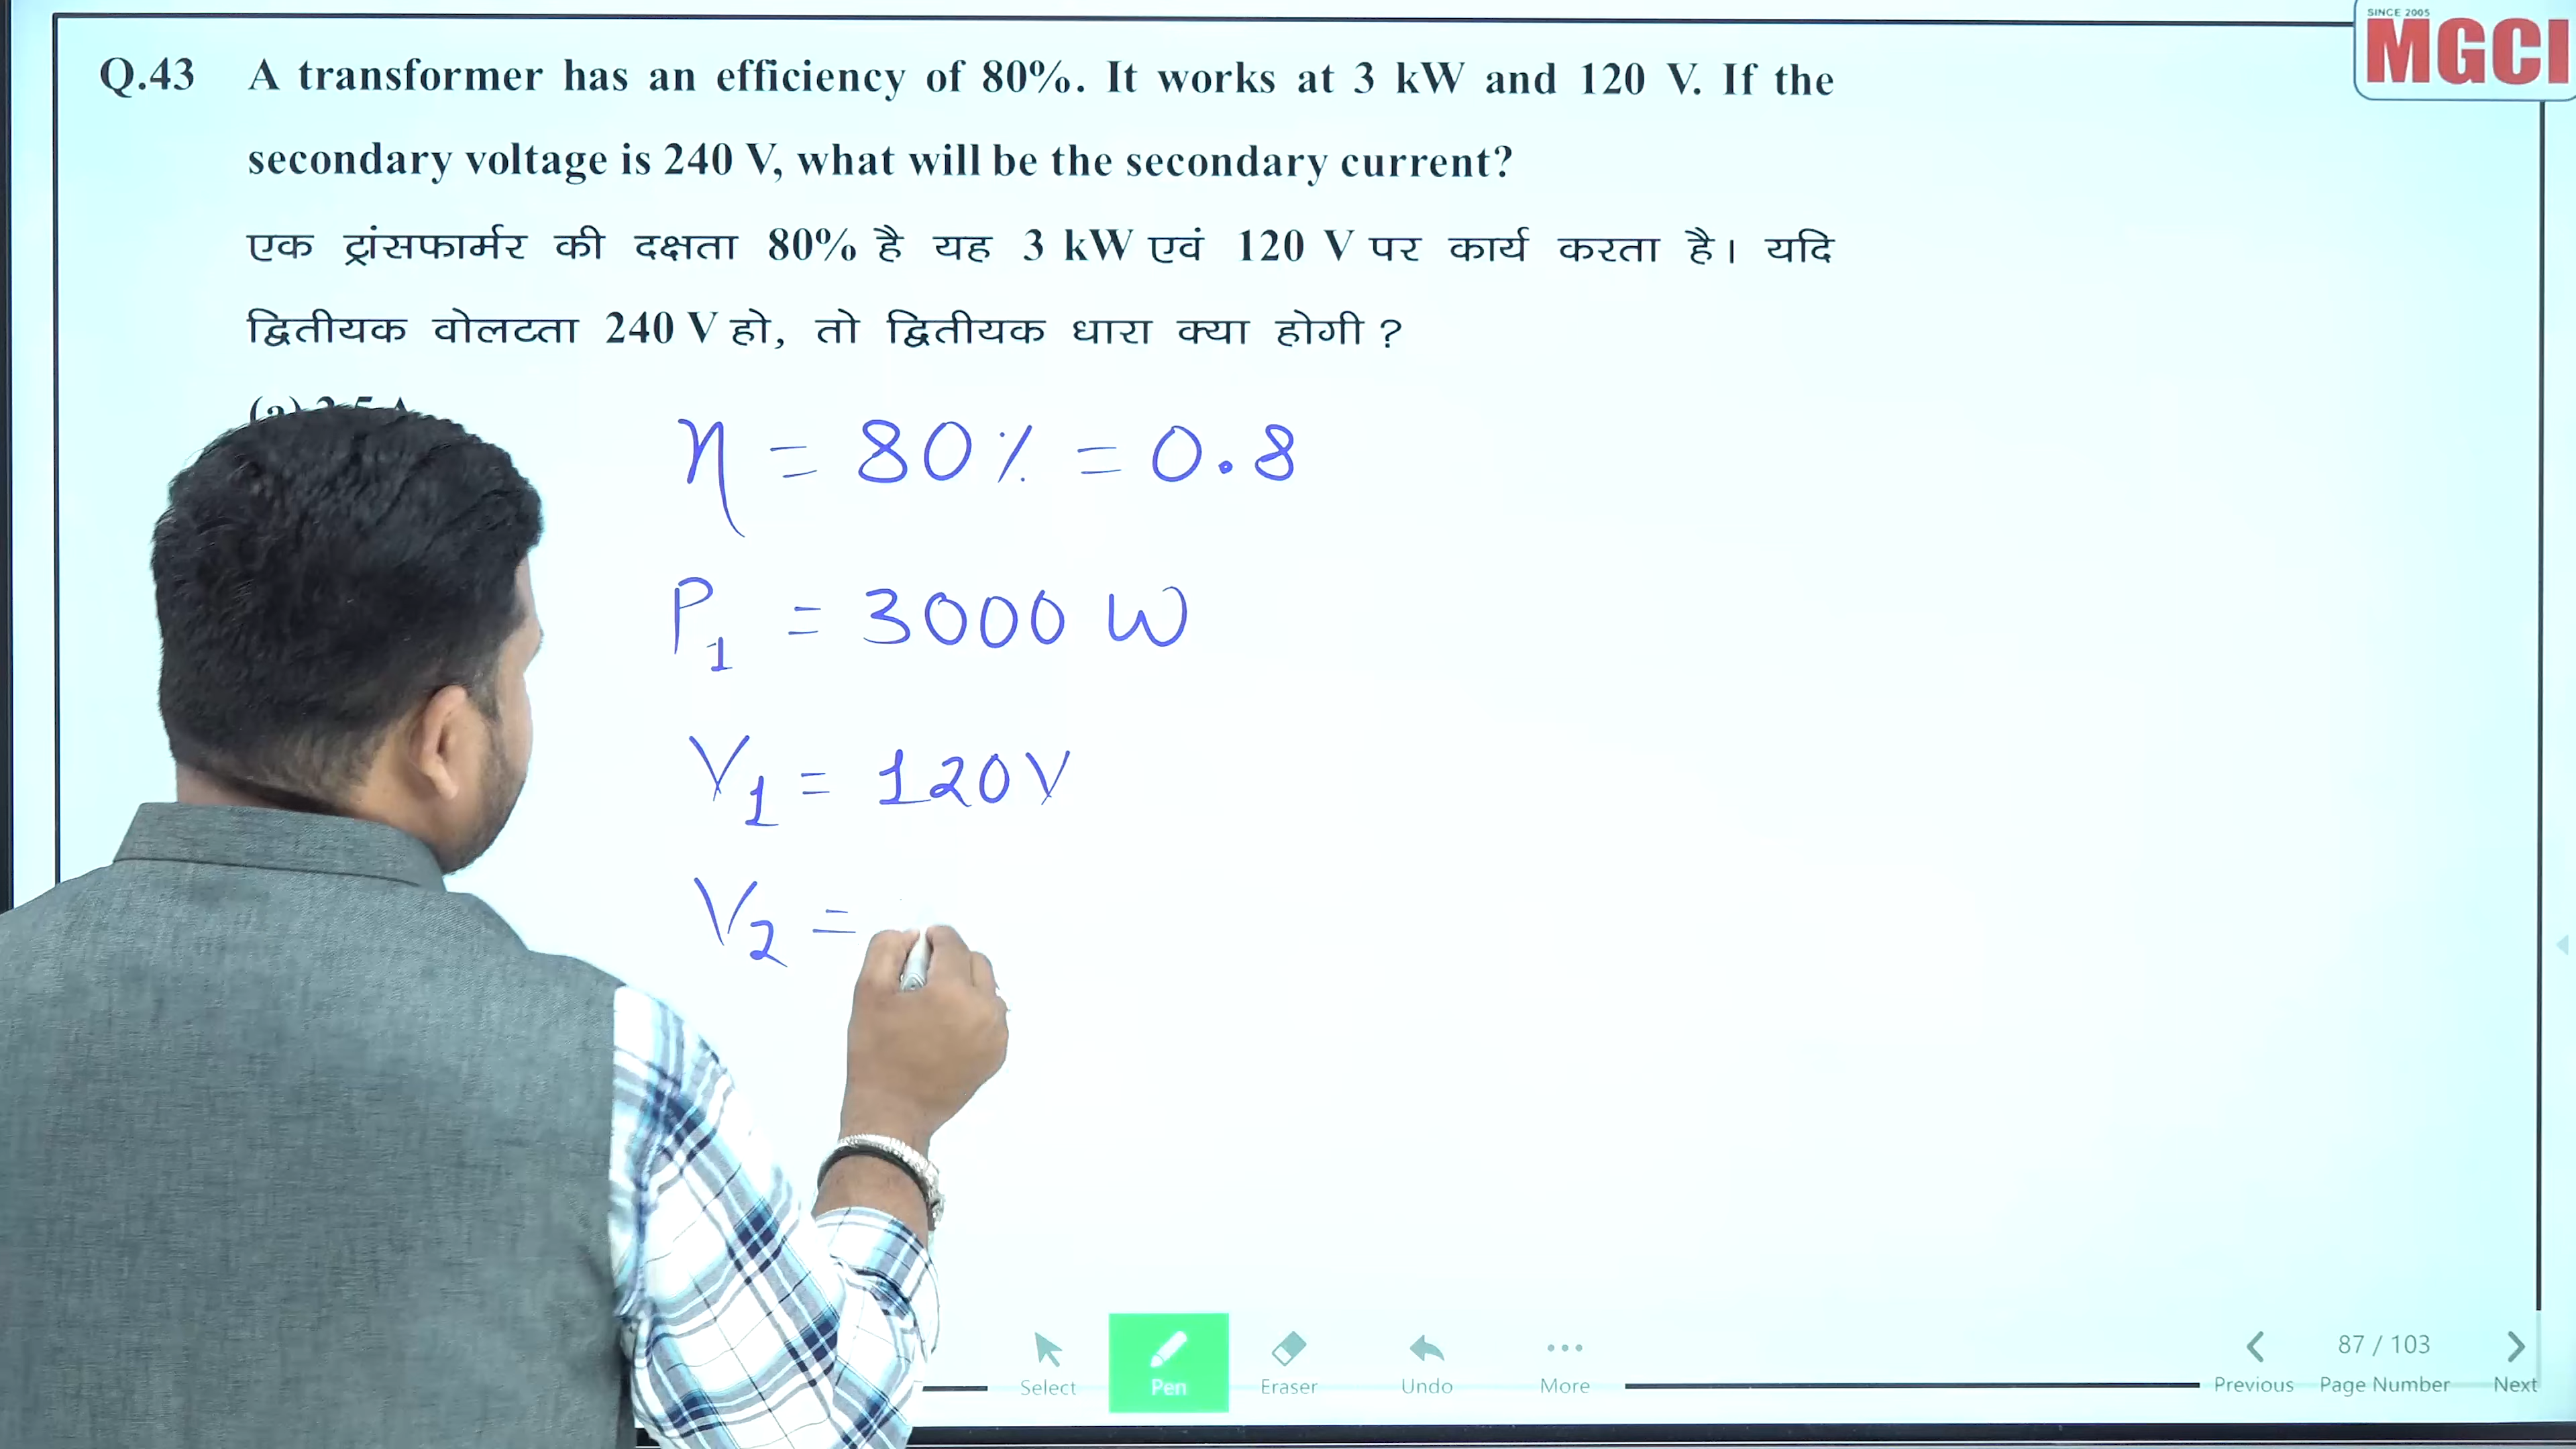 SINCE 2005
MGCI
Q.43 A transformer has an efficiency of 80%. It works at 3 kW and 120 V. If the
secondary voltage is 240 V, what will be the secondary current?
एक ट्रांसफार्मर की दक्षता 80% है यह 3 kW एवं 120 V पर कार्य करता है। यदि
द्वितीयक वोलटता 240 V हो, तो द्वितीयक धारा क्या होगी ?
η = 80% = 0.8
P1 = 3000 W
V1 = 120V
V2 =
Select Pen Eraser Undo More
Previous 87 / 103 Page Number Next